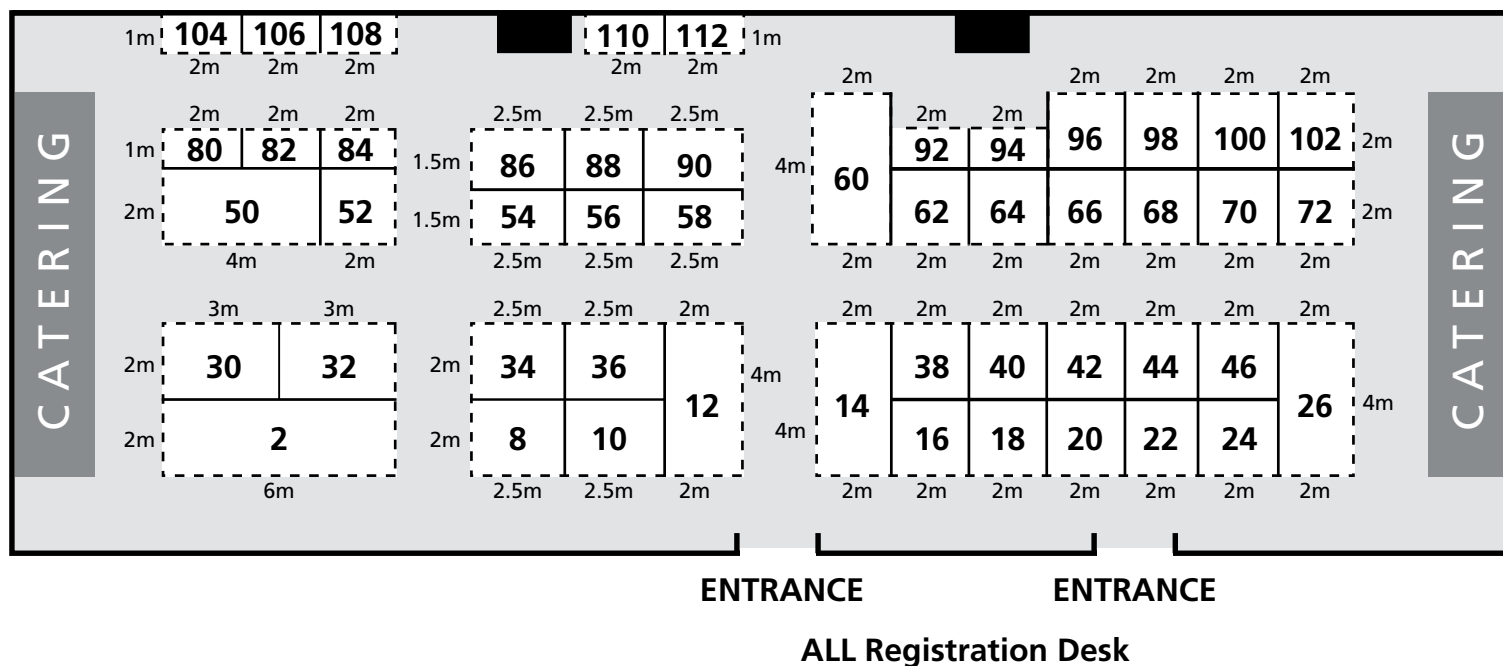 1m 104 106 108 110 112 1m
2m 2m 2m 2m 2m
2m 2m 2m 2m 2m
2m 2m 2m 2.5m 2.5m 2.5m 2m 2m
CATERING
1m 80 82 84 1.5m 86 88 90 4m 60 92 94 96 98 100 102 2m
2m 50 52 1.5m 54 56 58 62 64 66 68 70 72 2m
CATERING
4m 2m 2.5m 2.5m 2.5m 2m 2m 2m 2m 2m 2m 2m
3m 3m 2.5m 2.5m 2m 2m 2m 2m 2m 2m 2m 2m
2m 30 32 2m 34 36 12 4m 14 38 40 42 44 46 26 4m
2m 2 2m 8 10 4m 16 18 20 22 24
6m 2.5m 2.5m 2m 2m 2m 2m 2m 2m 2m 2m
ENTRANCE ENTRANCE
ALL Registration Desk